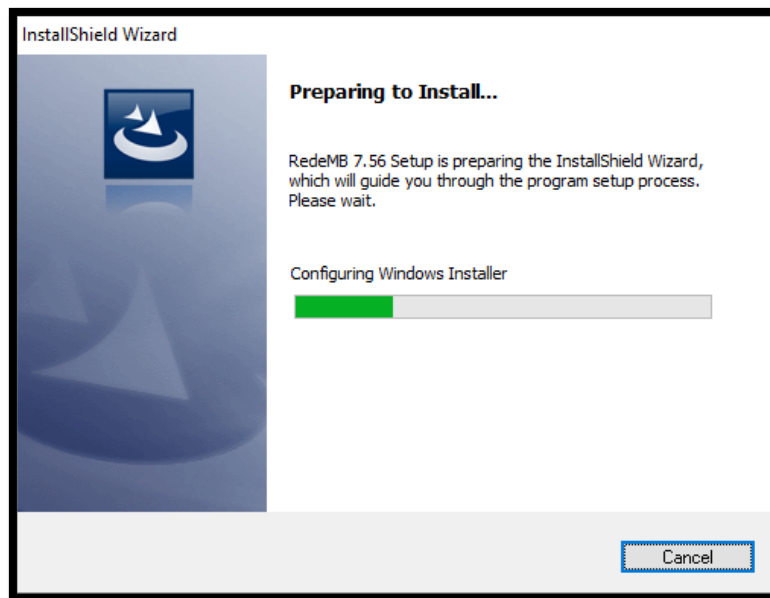 InstallShield Wizard
Preparing to Install...
RedeMB 7.56 Setup is preparing the InstallShield Wizard,
which will guide you through the program setup process.
Please wait.
Configuring Windows Installer
Cancel